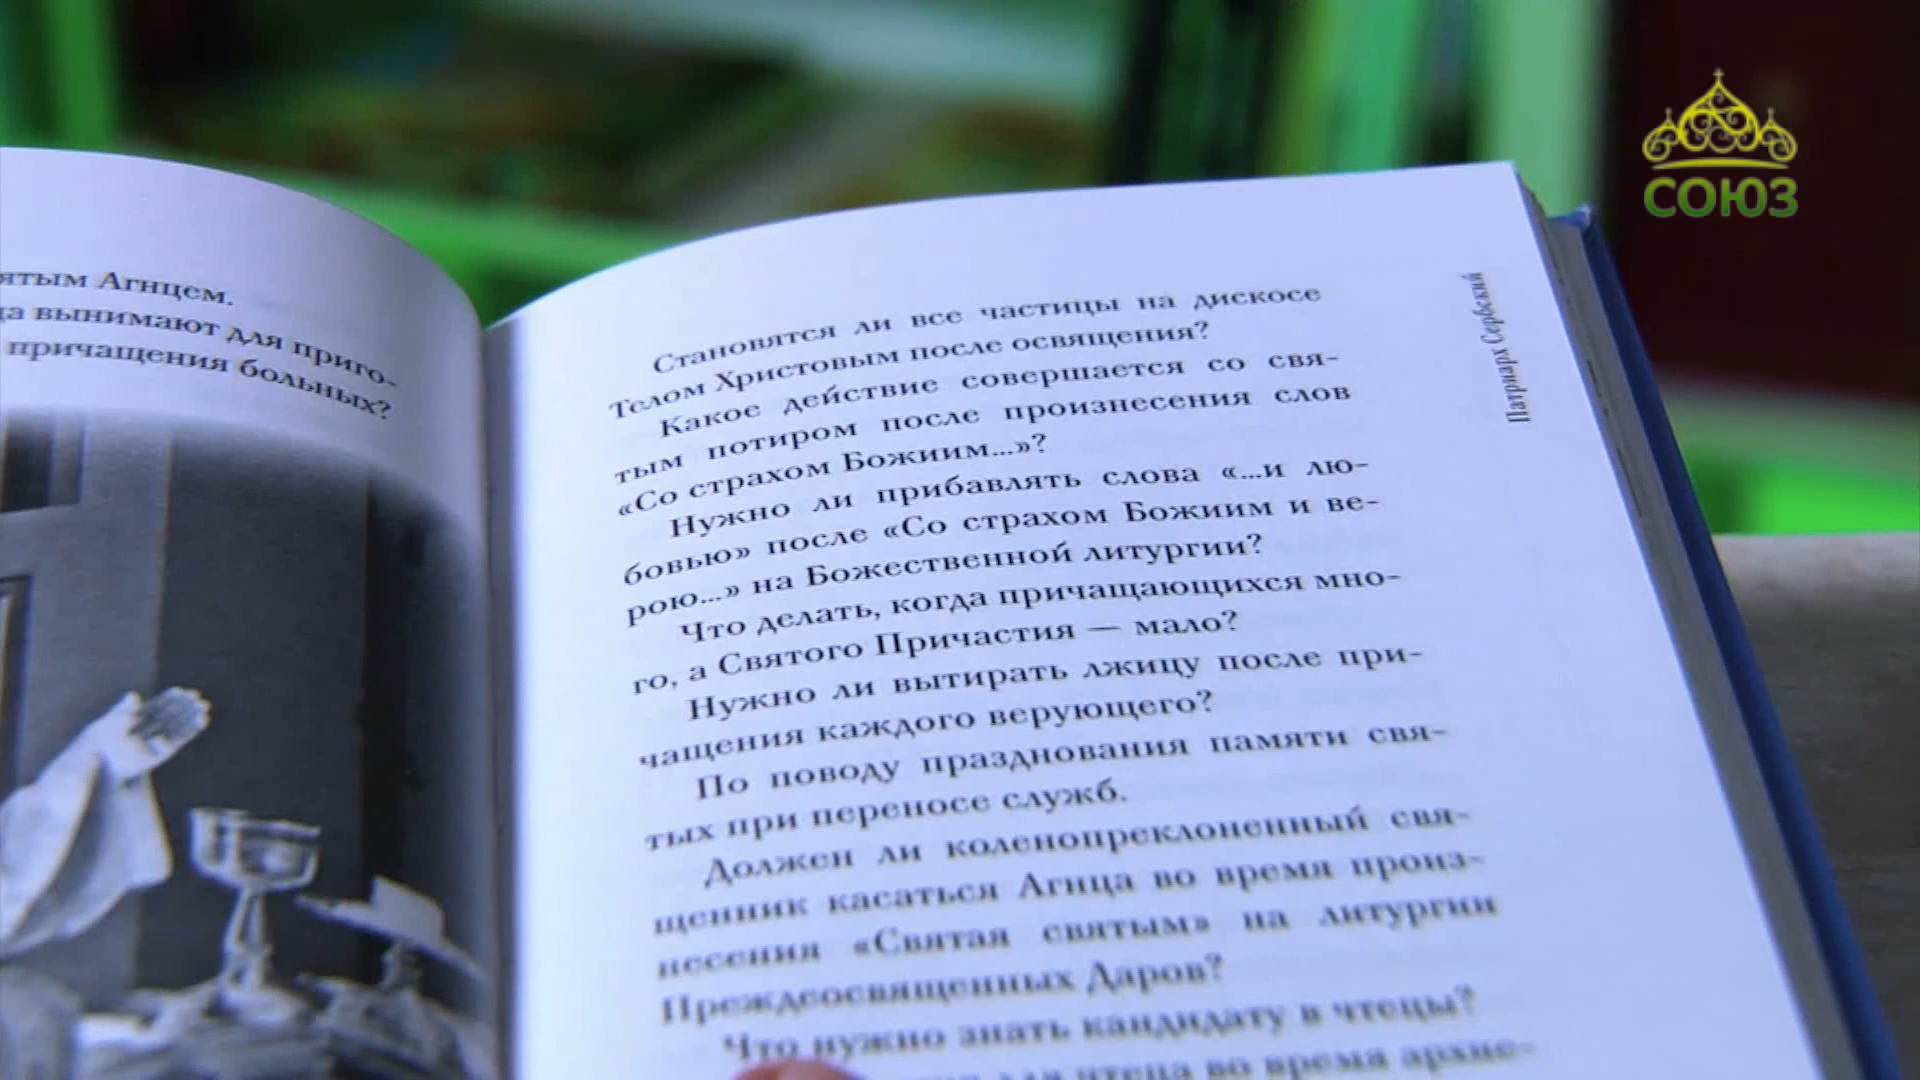 СОЮЗ
Агнцем.
вынимают для приго-
причащения больных?
Становятся ли все частицы на дискосе
Телом Христовым после освящения?
Какое действие совершается со свя-
тым потиром после произнесения слов
«Со страхом Божиим...»?
Нужно ли прибавлять слова «...и лю-
бовью» после «Со страхом Божиим и ве-
рою...» на Божественной литургии?
Что делать, когда причащающихся мно-
го, а Святого Причастия — мало?
Нужно ли вытирать лжицу после при-
чащения каждого верующего?
По поводу празднования памяти свя-
тых при переносе служб.
Должен ли коленопреклоненный свя-
щенник касаться Агнца во время произ-
несения «Святая святым» на литургии
Преждеосвященных Даров?
Что нужно знать кандидату в чтецы?
для чтеца во время архие-
Патриарх Сербский